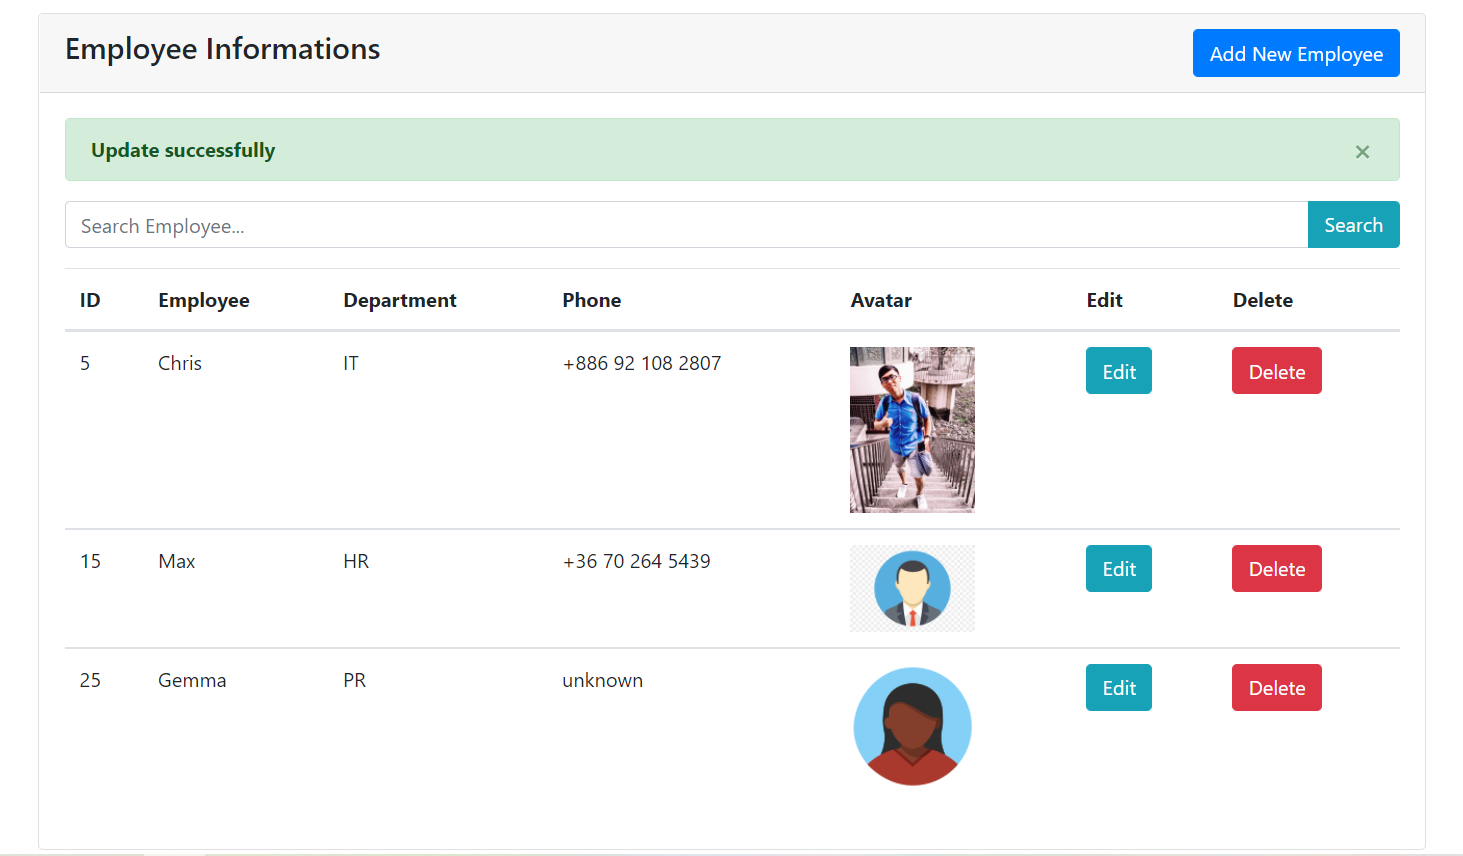 Employee Informations
Add New Employee
Update successfully
×
Search Employee...
Search
ID Employee Department Phone Avatar Edit Delete
5 Chris IT +886 92 108 2807 Edit Delete
15 Max HR +36 70 264 5439 Edit Delete
25 Gemma PR unknown Edit Delete